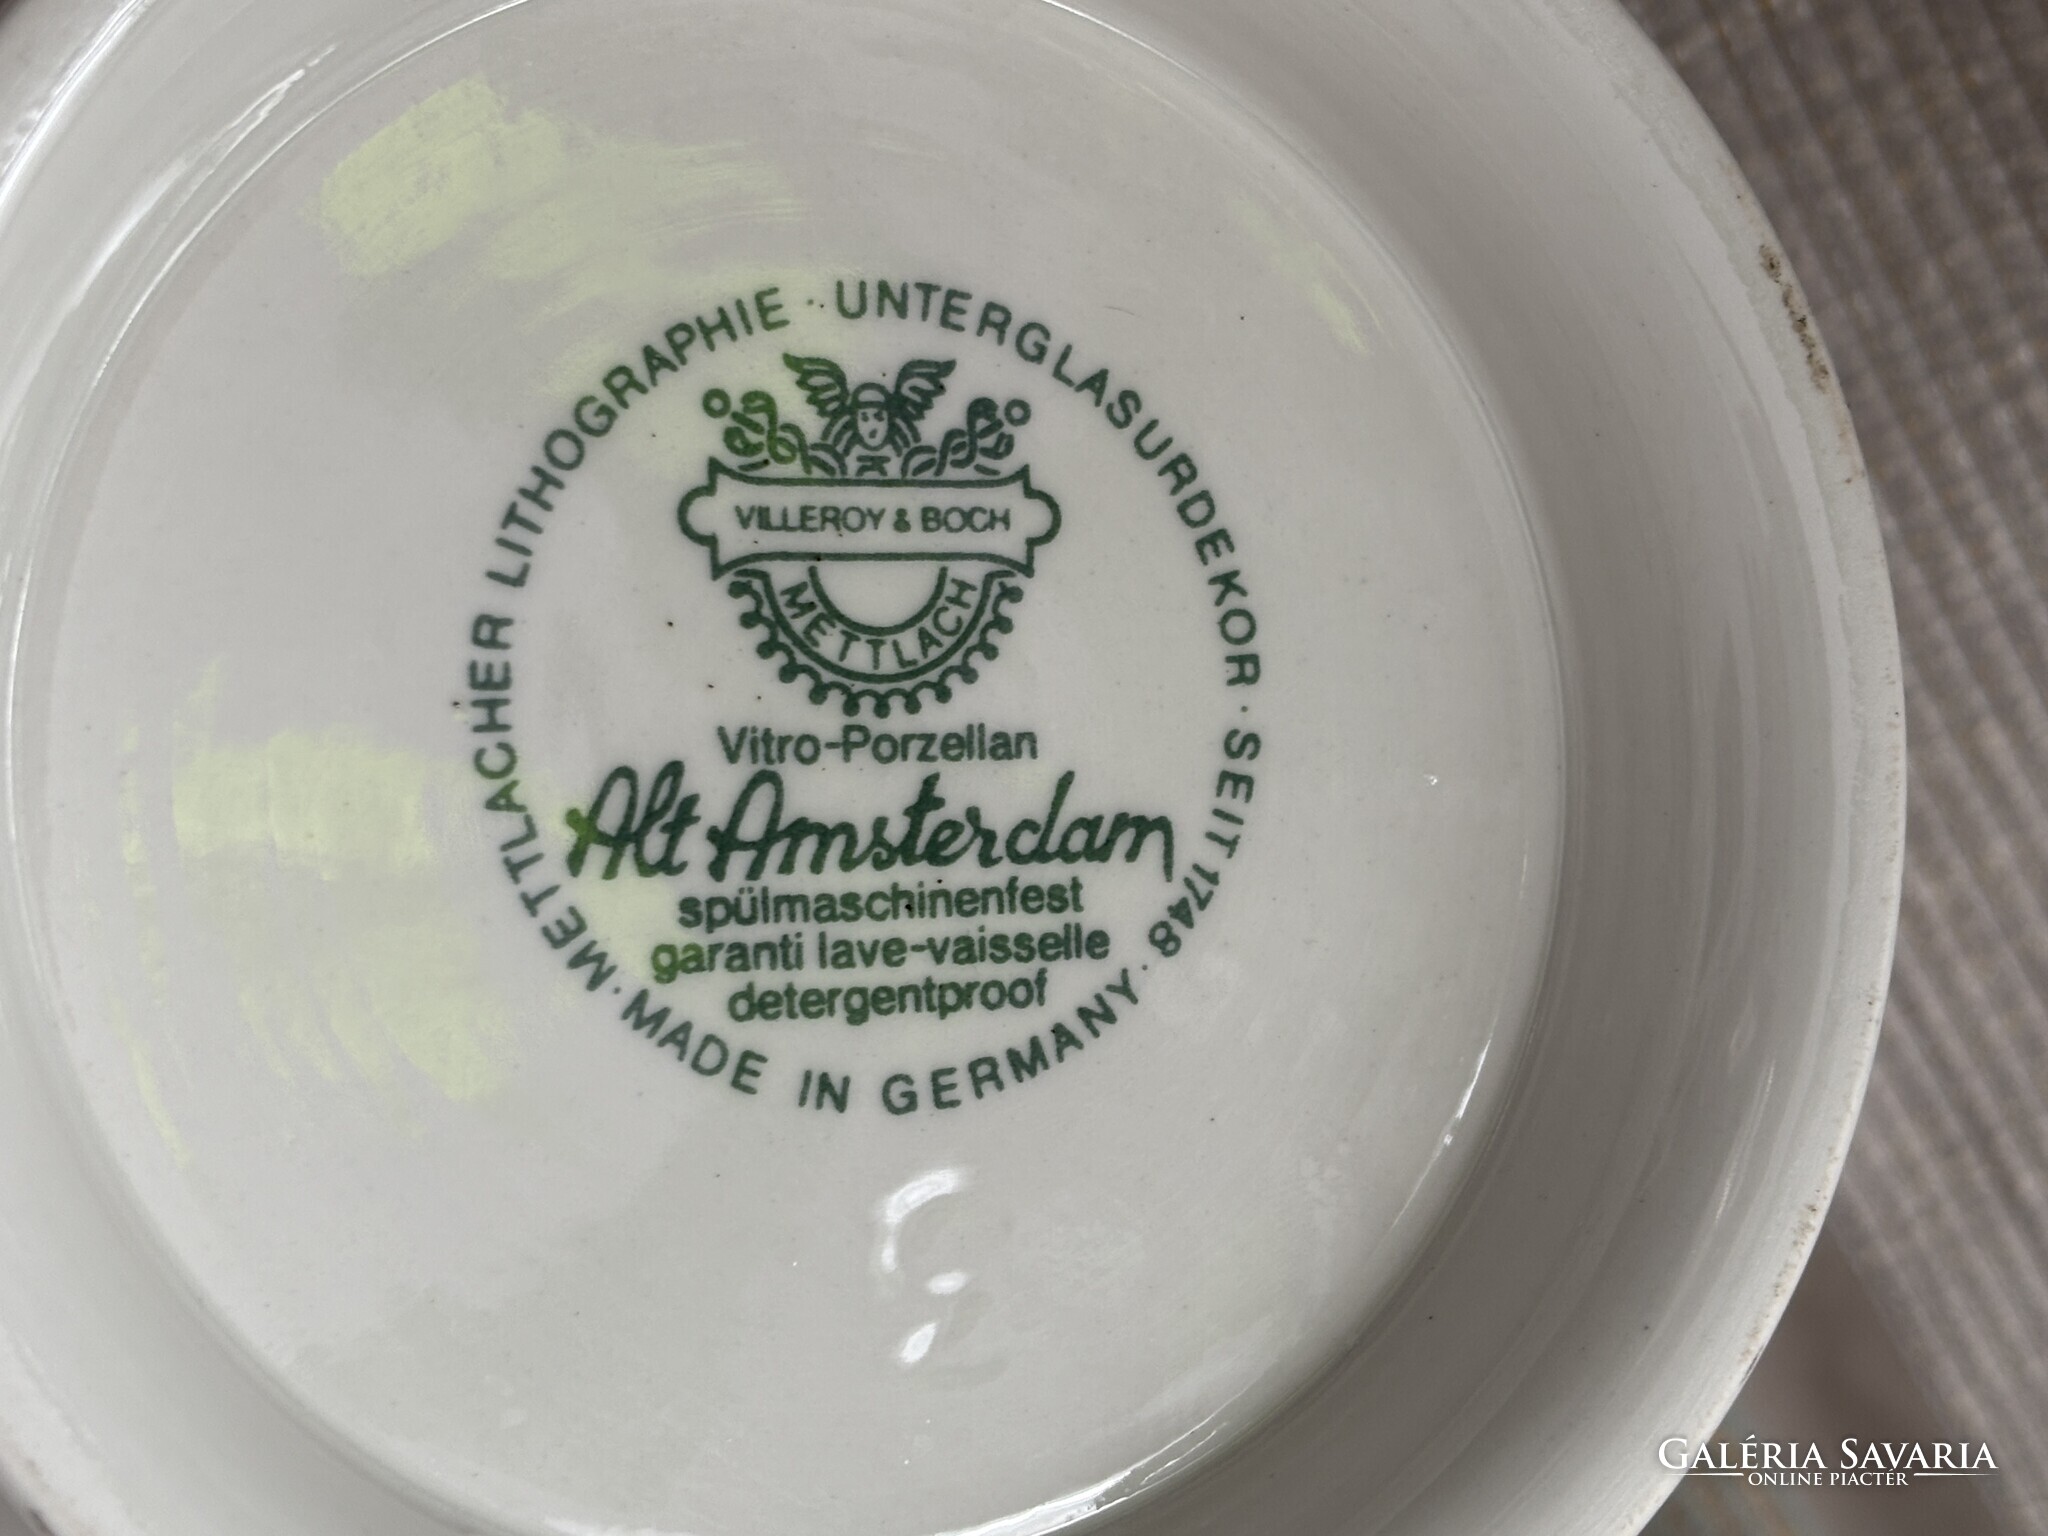 METTLACHER LITHOGRAPHIE · UNTERGLASURDEKOR · SEIT 1748 · MADE IN GERMANY ·
VILLEROY & BOCH
METTLACH
Vitro-Porzellan
Alt Amsterdam
spülmaschinenfest
garanti lave-vaisselle
detergentproof
GALÉRIA SAVARIA
ONLINE PIACTÉR